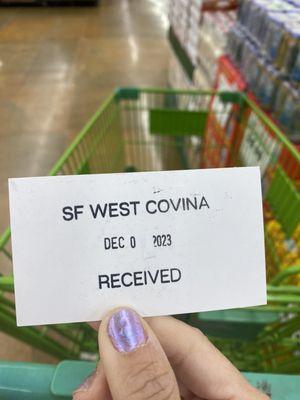 SF WEST COVINA
DEC 0 2023
RECEIVED